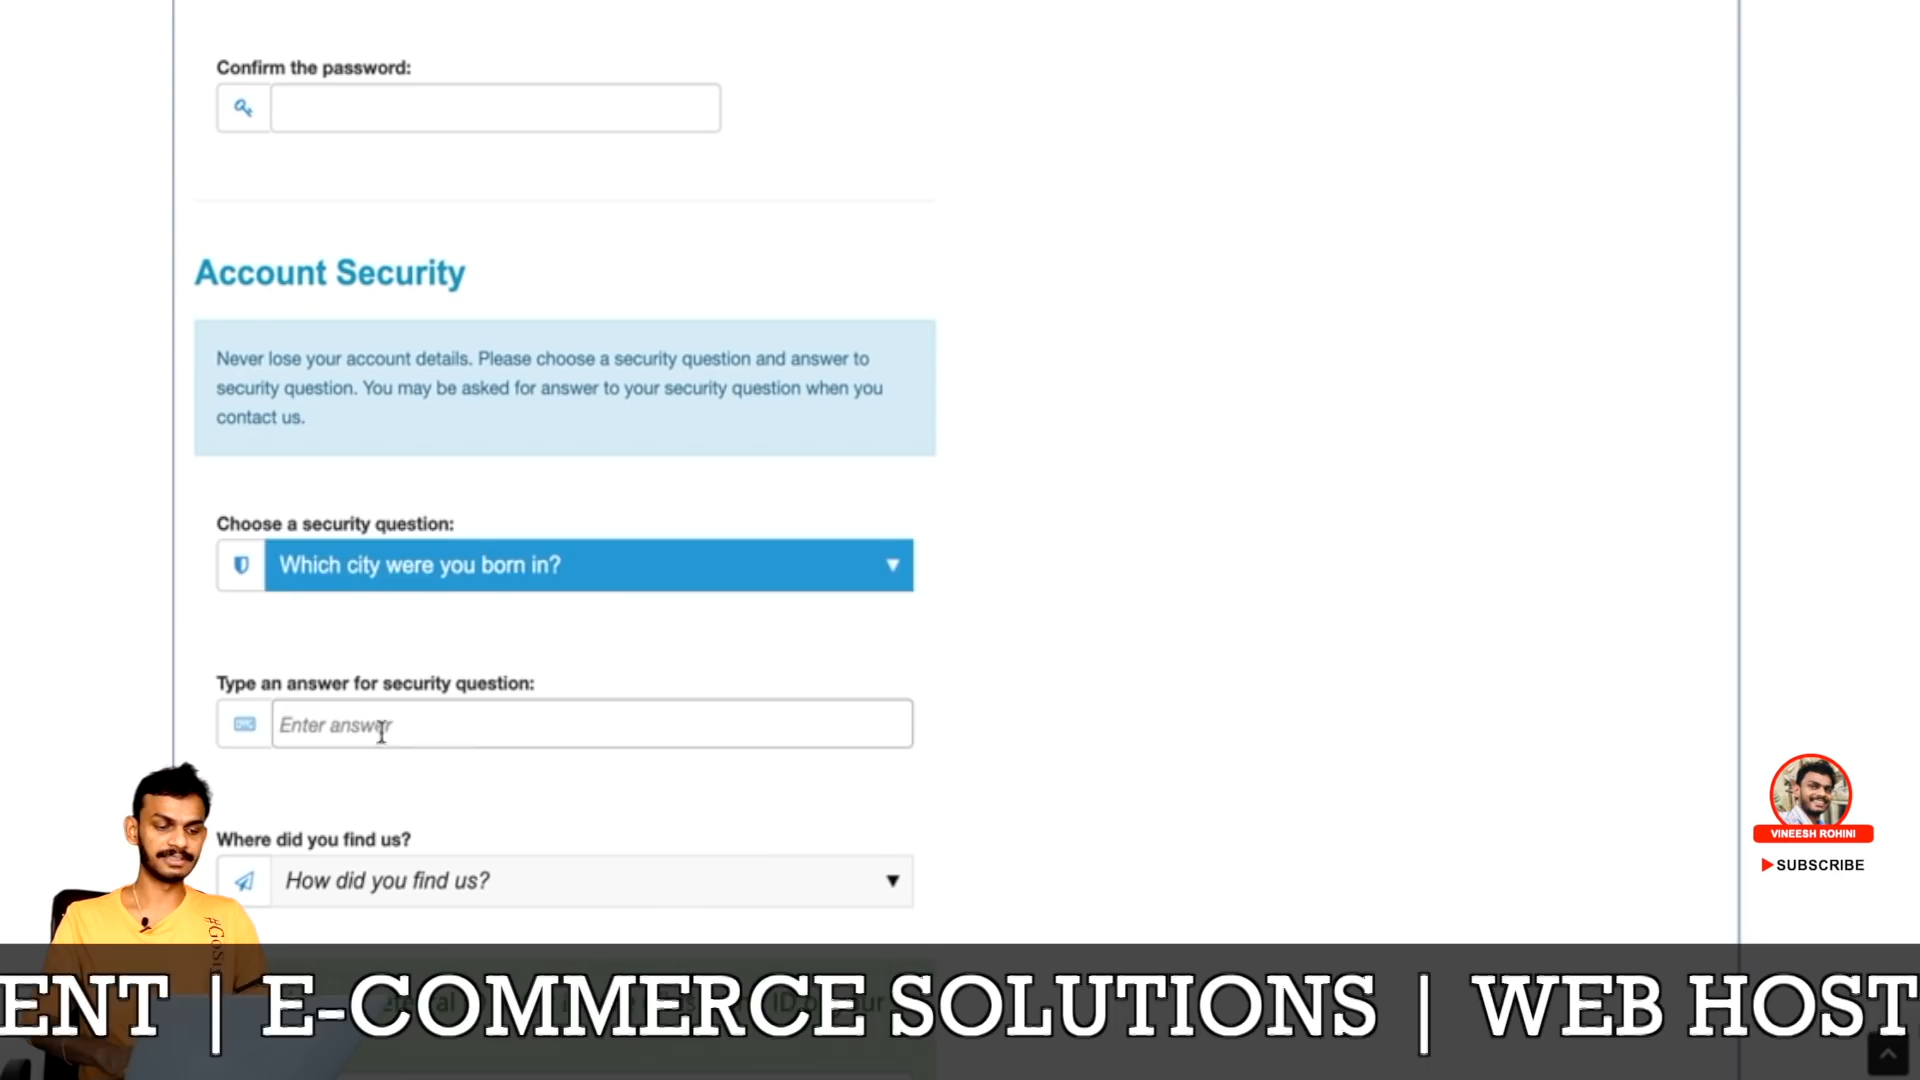 Confirm the password:
Account Security
Never lose your account details. Please choose a security question and answer to
security question. You may be asked for answer to your security question when you
contact us.
Choose a security question:
Which city were you born in?
Type an answer for security question:
Enter answer
Where did you find us?
How did you find us?
VINEESH ROHINI
SUBSCRIBE
ENT | E-COMMERCE SOLUTIONS | WEB HOST